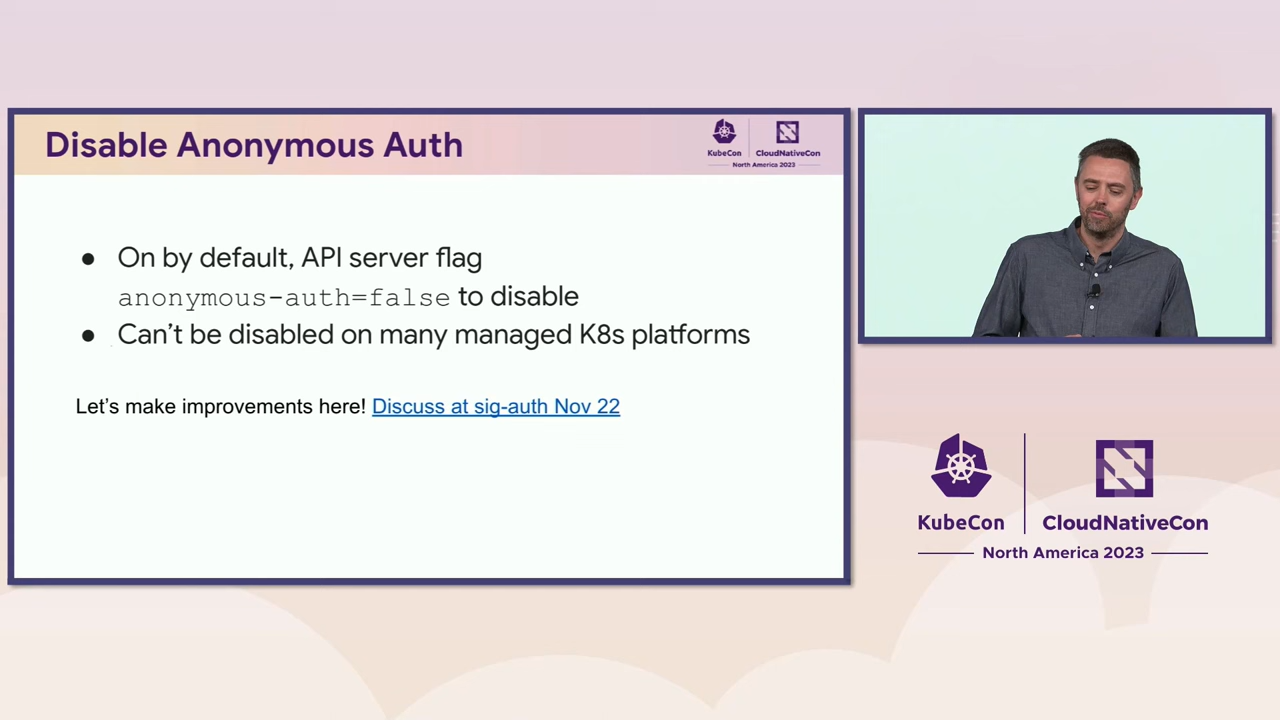 Disable Anonymous Auth
KubeCon
CloudNativeCon
North America 2023
● On by default, API server flag
anonymous-auth=false to disable
● Can’t be disabled on many managed K8s platforms
Let’s make improvements here! Discuss at sig-auth Nov 22
KubeCon
CloudNativeCon
North America 2023